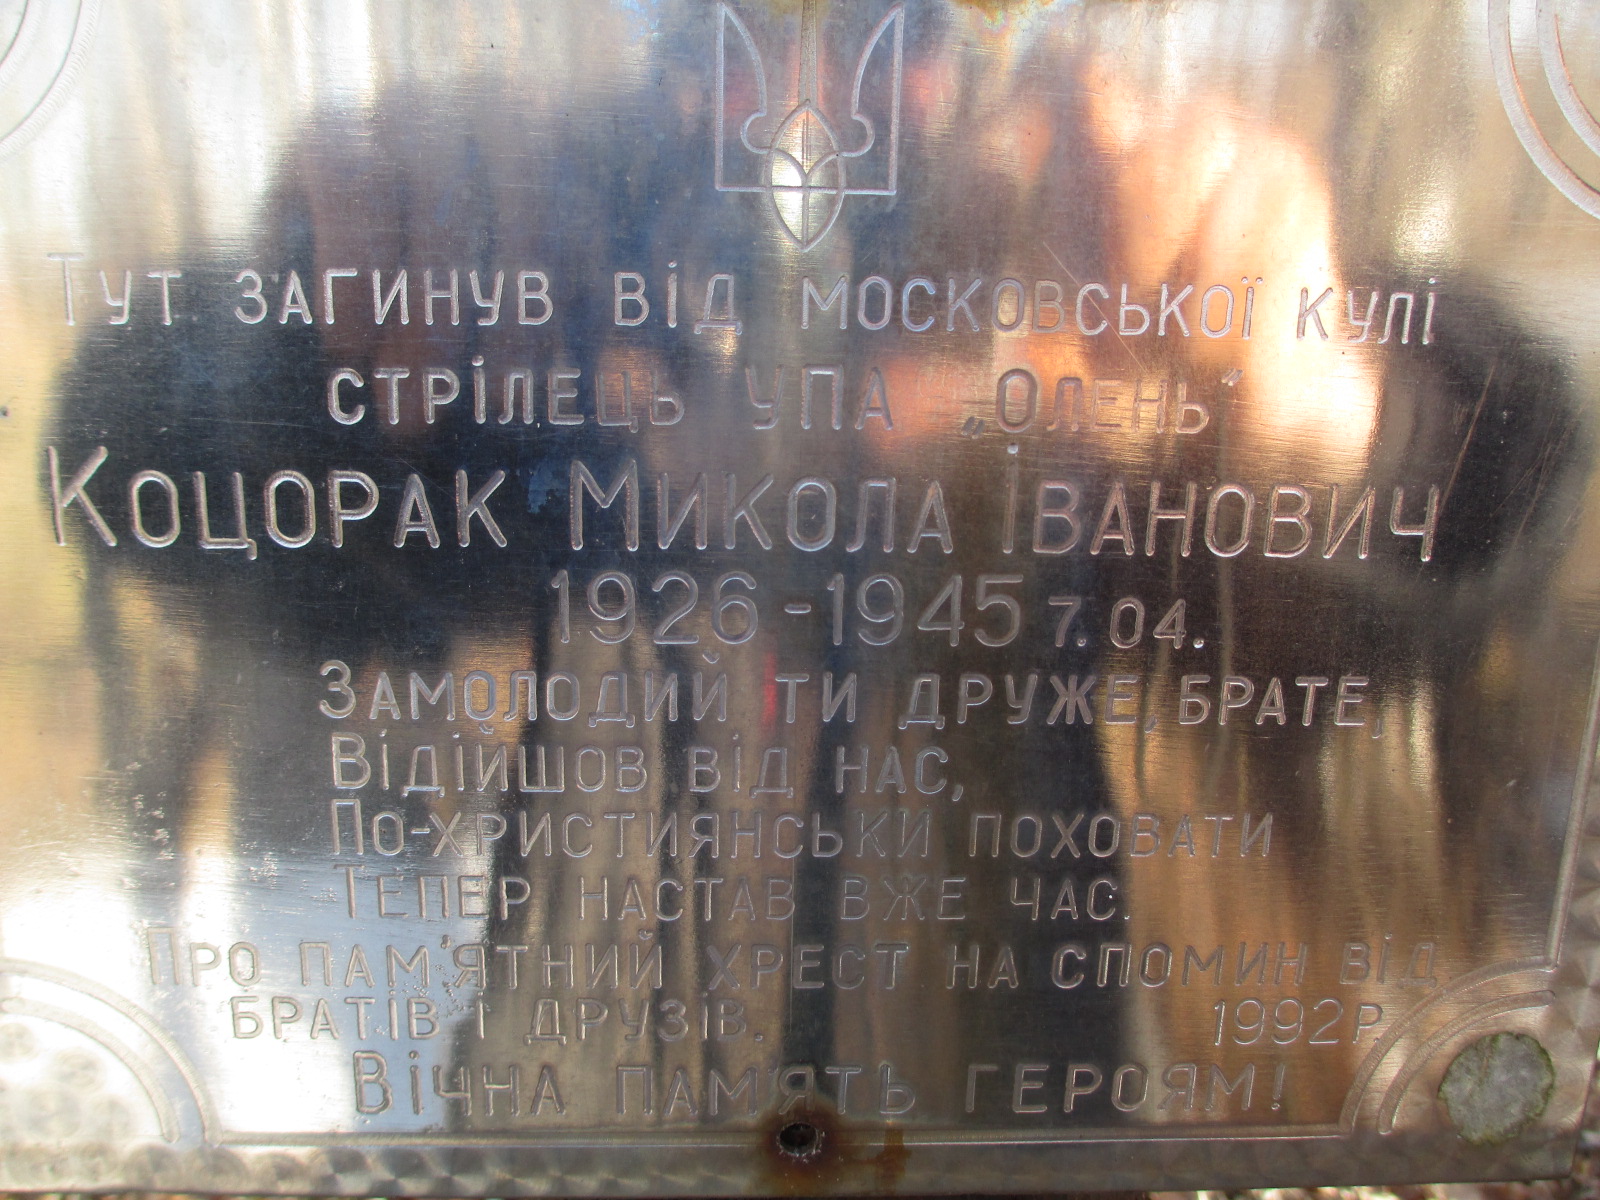 Тут загинув від московської кулі
стрілець УПА „Олень"
Коцорак Микола Іванович
1926-1945 7.04.
Замолодий ти друже, брате,
Відійшов від нас,
По-християнськи поховати
Тепер настав вже час.
Про пам'ятний хрест на спомин від
братів і друзів. 1992р.
Вічна пам'ять героям!